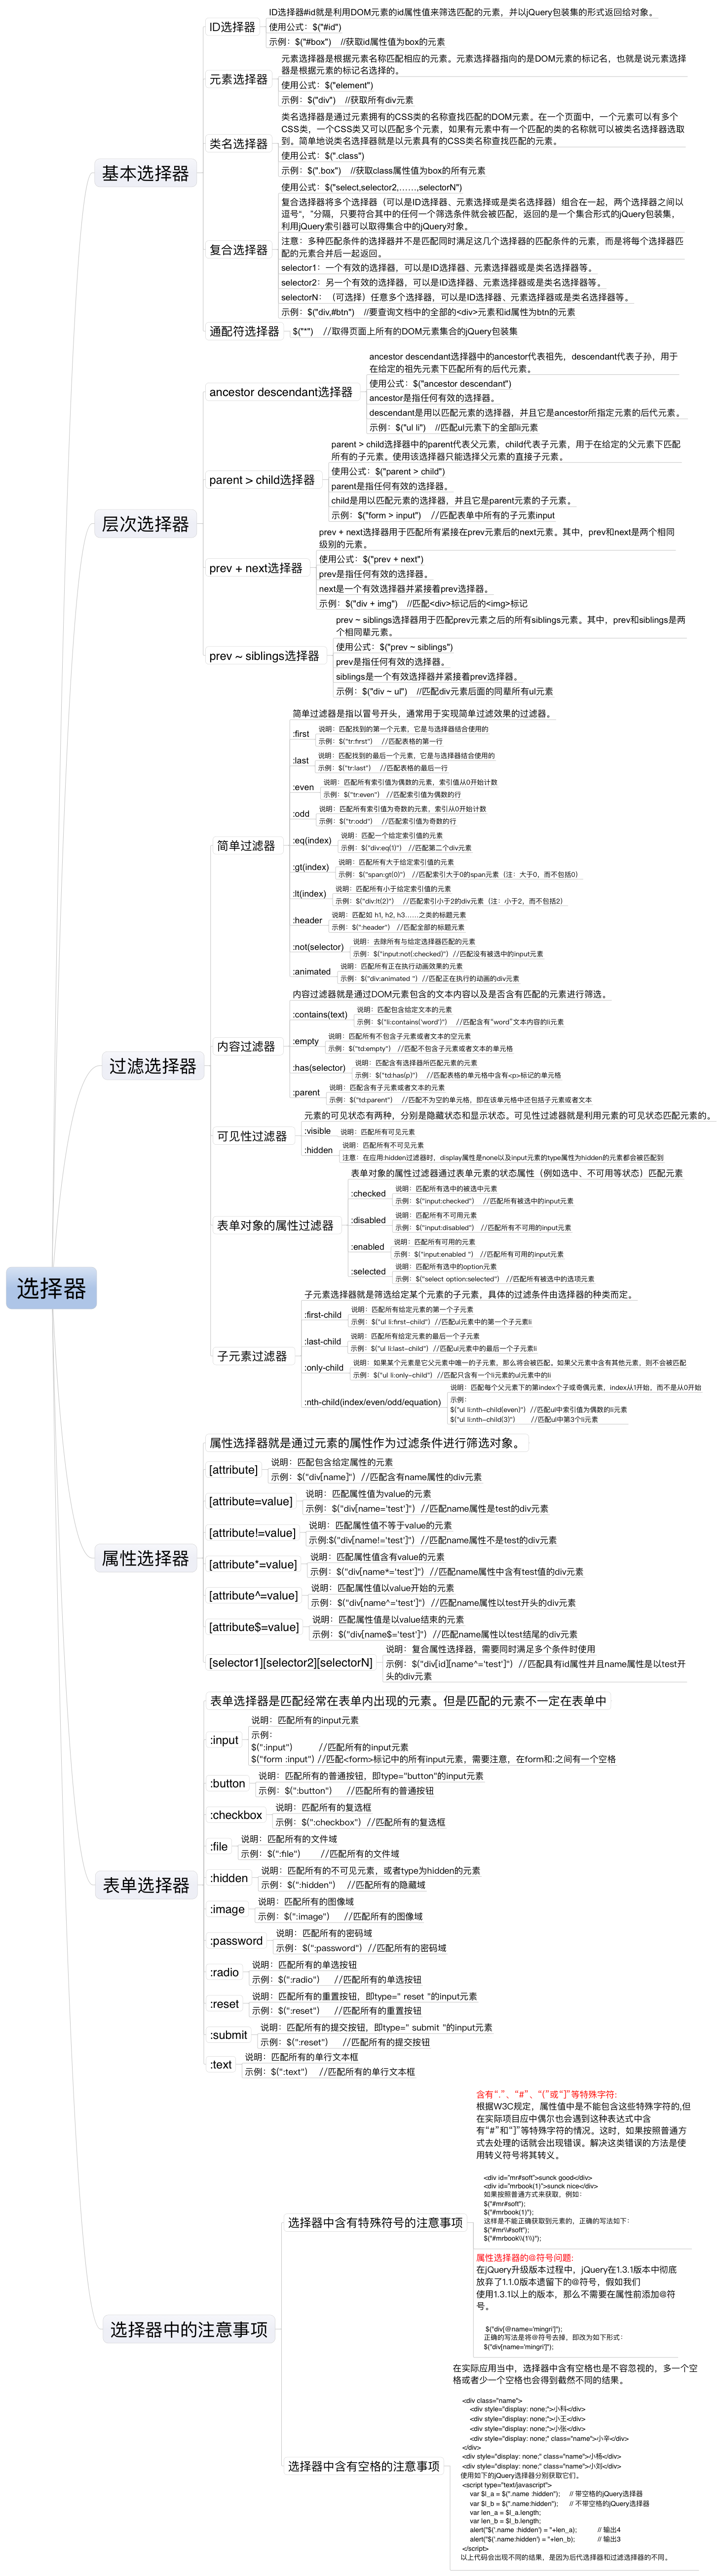 选择器
基本选择器
ID选择器
ID选择器#id就是利用DOM元素的id属性值来筛选匹配的元素，并以jQuery包装集的形式返回给对象。
使用公式：$("#id")
示例：$("#box")    //获取id属性值为box的元素
元素选择器
元素选择器是根据元素名称匹配相应的元素。元素选择器指向的是DOM元素的标记名，也就是说元素选择
器是根据元素的标记名选择的。
使用公式：$("element")
示例：$("div")    //获取所有div元素
类名选择器
类名选择器是通过元素拥有的CSS类的名称查找匹配的DOM元素。在一个页面中，一个元素可以有多个
CSS类，一个CSS类又可以匹配多个元素，如果有元素中有一个匹配的类的名称就可以被类名选择器选取
到。简单地说类名选择器就是以元素具有的CSS类名称查找匹配的元素。
使用公式：$(".class")
示例：$(".box")    //获取class属性值为box的所有元素
复合选择器
使用公式：$("select,selector2,……,selectorN")
复合选择器将多个选择器（可以是ID选择器、元素选择或是类名选择器）组合在一起，两个选择器之间以
逗号"，"分隔，只要符合其中的任何一个筛选条件就会被匹配，返回的是一个集合形式的jQuery包装集，
利用jQuery索引器可以取得集合中的jQuery对象。
注意：多种匹配条件的选择器并不是匹配同时满足这几个选择器的匹配条件的元素，而是将每个选择器匹
配的元素合并后一起返回。
selector1：一个有效的选择器，可以是ID选择器、元素选择器或是类名选择器等。
selector2：另一个有效的选择器，可以是ID选择器、元素选择器或是类名选择器等。
selectorN：（可选择）任意多个选择器，可以是ID选择器、元素选择器或是类名选择器等。
示例：$("div,#btn")    //要查询文档中的全部的<div>元素和id属性为btn的元素
通配符选择器
$("*")    //取得页面上所有的DOM元素集合的jQuery包装集
层次选择器
ancestor descendant选择器
ancestor descendant选择器中的ancestor代表祖先，descendant代表子孙，用于
在给定的祖先元素下匹配所有的后代元素。
使用公式：$("ancestor descendant")
ancestor是指任何有效的选择器。
descendant是用以匹配元素的选择器，并且它是ancestor所指定元素的后代元素。
示例：$("ul li")    //匹配ul元素下的全部li元素
parent > child选择器
parent > child选择器中的parent代表父元素，child代表子元素，用于在给定的父元素下匹配
所有的子元素。使用该选择器只能选择父元素的直接子元素。
使用公式：$("parent > child")
parent是指任何有效的选择器。
child是用以匹配元素的选择器，并且它是parent元素的子元素。
示例：$("form > input")    //匹配表单中所有的子元素input
prev + next选择器
prev + next选择器用于匹配所有紧接在prev元素后的next元素。其中，prev和next是两个相同
级别的元素。
使用公式：$("prev + next")
prev是指任何有效的选择器。
next是一个有效选择器并紧接着prev选择器。
示例：$("div + img")    //匹配<div>标记后的<img>标记
prev ~ siblings选择器
prev ~ siblings选择器用于匹配prev元素之后的所有siblings元素。其中，prev和siblings是两
个相同辈元素。
使用公式：$("prev ~ siblings")
prev是指任何有效的选择器。
siblings是一个有效选择器并紧接着prev选择器。
示例：$("div ~ ul")    //匹配div元素后面的同辈所有ul元素
过滤选择器
简单过滤器
简单过滤器是指以冒号开头，通常用于实现简单过滤效果的过滤器。
:first
说明：匹配找到的第一个元素，它是与选择器结合使用的
示例：$("tr:first")    //匹配表格的第一行
:last
说明：匹配找到的最后一个元素，它是与选择器结合使用的
示例：$("tr:last")    //匹配表格的最后一行
:even
说明：匹配所有索引值为偶数的元素，索引值从0开始计数
示例：$("tr:even")    //匹配索引值为偶数的行
:odd
说明：匹配所有索引值为奇数的元素，索引从0开始计数
示例：$("tr:odd")    //匹配索引值为奇数的行
:eq(index)
说明：匹配一个给定索引值的元素
示例：$("div:eq(1)")    //匹配第二个div元素
:gt(index)
说明：匹配所有大于给定索引值的元素
示例：$("span:gt(0)")    //匹配索引大于0的span元素（注：大于0，而不包括0）
:lt(index)
说明：匹配所有小于给定索引值的元素
示例：$("div:lt(2)")    //匹配索引小于2的div元素（注：小于2，而不包括2）
:header
说明：匹配如 h1, h2, h3……之类的标题元素
示例：$(":header")    //匹配全部的标题元素
:not(selector)
说明：去除所有与给定选择器匹配的元素
示例：$("input:not(:checked)")  //匹配没有被选中的input元素
:animated
说明：匹配所有正在执行动画效果的元素
示例：$("div:animated ")  //匹配正在执行的动画的div元素
内容过滤器
内容过滤器就是通过DOM元素包含的文本内容以及是否含有匹配的元素进行筛选。
:contains(text)
说明：匹配包含给定文本的元素
示例：$("li:contains('word')")    //匹配含有"word"文本内容的li元素
:empty
说明：匹配所有不包含子元素或者文本的空元素
示例：$("td:empty")    //匹配不包含子元素或者文本的单元格
:has(selector)
说明：匹配含有选择器所匹配元素的元素
示例：$("td:has(p)")    //匹配表格的单元格中含有<p>标记的单元格
:parent
说明：匹配含有子元素或者文本的元素
示例：$("td:parent")    //匹配不为空的单元格，即在该单元格中还包括子元素或者文本
可见性过滤器
元素的可见状态有两种，分别是隐藏状态和显示状态。可见性过滤器就是利用元素的可见状态匹配元素的。
:visible
说明：匹配所有可见元素
:hidden
说明：匹配所有不可见元素
注意：在应用:hidden过滤器时，display属性是none以及input元素的type属性为hidden的元素都会被匹配到
表单对象的属性过滤器
表单对象的属性过滤器通过表单元素的状态属性（例如选中、不可用等状态）匹配元素
:checked
说明：匹配所有选中的被选中元素
示例：$("input:checked")    //匹配所有被选中的input元素
:disabled
说明：匹配所有不可用元素
示例：$("input:disabled")    //匹配所有不可用的input元素
:enabled
说明：匹配所有可用的元素
示例：$("input:enabled ")    //匹配所有可用的input元素
:selected
说明：匹配所有选中的option元素
示例：$("select option:selected")    //匹配所有被选中的选项元素
子元素过滤器
子元素选择器就是筛选给定某个元素的子元素，具体的过滤条件由选择器的种类而定。
:first-child
说明：匹配所有给定元素的第一个子元素
示例：$("ul li:first-child")  //匹配ul元素中的第一个子元素li
:last-child
说明：匹配所有给定元素的最后一个子元素
示例：$("ul li:last-child")  //匹配ul元素中的最后一个子元素li
:only-child
说明：如果某个元素是它父元素中唯一的子元素，那么将会被匹配。如果父元素中含有其他元素，则不会被匹配
示例：$("ul li:only-child")  //匹配只含有一个li元素的ul元素中的li
:nth-child(index/even/odd/equation)
说明：匹配每个父元素下的第index个子或奇偶元素，index从1开始，而不是从0开始
示例：
$("ul li:nth-child(even)")  //匹配ul中索引值为偶数的li元素
$("ul li:nth-child(3)")    //匹配ul中第3个li元素
属性选择器
属性选择器就是通过元素的属性作为过滤条件进行筛选对象。
[attribute]
说明：匹配包含给定属性的元素
示例：$("div[name]")  //匹配含有name属性的div元素
[attribute=value]
说明：匹配属性值为value的元素
示例：$("div[name='test']")  //匹配name属性是test的div元素
[attribute!=value]
说明：匹配属性值不等于value的元素
示例:$("div[name!='test']")  //匹配name属性不是test的div元素
[attribute*=value]
说明：匹配属性值含有value的元素
示例：$("div[name*='test']")  //匹配name属性中含有test值的div元素
[attribute^=value]
说明：匹配属性值以value开始的元素
示例：$("div[name^='test']")  //匹配name属性以test开头的div元素
[attribute$=value]
说明：匹配属性值是以value结束的元素
示例：$("div[name$='test']")  //匹配name属性以test结尾的div元素
[selector1][selector2][selectorN]
说明：复合属性选择器，需要同时满足多个条件时使用
示例：$("div[id][name^='test']")  //匹配具有id属性并且name属性是以test开
头的div元素
表单选择器
表单选择器是匹配经常在表单内出现的元素。但是匹配的元素不一定在表单中
:input
说明：匹配所有的input元素
示例：
$(":input")    //匹配所有的input元素
$("form :input") //匹配<form>标记中的所有input元素，需要注意，在form和:之间有一个空格
:button
说明：匹配所有的普通按钮，即type="button"的input元素
示例：$(":button")    //匹配所有的普通按钮
:checkbox
说明：匹配所有的复选框
示例：$(":checkbox")  //匹配所有的复选框
:file
说明：匹配所有的文件域
示例：$(":file")    //匹配所有的文件域
:hidden
说明：匹配所有的不可见元素，或者type为hidden的元素
示例：$(":hidden")    //匹配所有的隐藏域
:image
说明：匹配所有的图像域
示例：$(":image")    //匹配所有的图像域
:password
说明：匹配所有的密码域
示例：$(":password")  //匹配所有的密码域
:radio
说明：匹配所有的单选按钮
示例：$(":radio")    //匹配所有的单选按钮
:reset
说明：匹配所有的重置按钮，即type=" reset "的input元素
示例：$(":reset")    //匹配所有的重置按钮
:submit
说明：匹配所有的提交按钮，即type=" submit "的input元素
示例：$(":reset")    //匹配所有的提交按钮
:text
说明：匹配所有的单行文本框
示例：$(":text")    //匹配所有的单行文本框
选择器中的注意事项
选择器中含有特殊符号的注意事项
含有"."、"#"、"("或"]"等特殊字符:
根据W3C规定，属性值中是不能包含这些特殊字符的,但
在实际项目应中偶尔也会遇到这种表达式中含
有"#"和"]"等特殊字符的情况。这时，如果按照普通方
式去处理的话就会出现错误。解决这类错误的方法是使
用转义符号将其转义。
<div id="mr#soft">sunck good</div>
<div id="mrbook(1)">sunck nice</div>
如果按照普通方式来获取，例如：
$("#mr#soft");
$("#mrbook(1)");
这样是不能正确获取到元素的，正确的写法如下：
$("#mr\\#soft");
$("#mrbook\\(1\\)");
属性选择器的@符号问题:
在jQuery升级版本过程中，jQuery在1.3.1版本中彻底
放弃了1.1.0版本遗留下的@符号，假如我们
使用1.3.1以上的版本，那么不需要在属性前添加@符
号。
$("div[@name='mingri']");
正确的写法是将@符号去掉，即改为如下形式：
$("div[name='mingri']");
选择器中含有空格的注意事项
在实际应用当中，选择器中含有空格也是不容忽视的，多一个空
格或者少一个空格也会得到截然不同的结果。
<div class="name">
<div style="display: none;">小科</div>
<div style="display: none;">小王</div>
<div style="display: none;">小张</div>
<div style="display: none;" class="name">小辛</div>
</div>
<div style="display: none;" class="name">小杨</div>
<div style="display: none;" class="name">小刘</div>
使用如下的jQuery选择器分别获取它们。
<script type="text/javascript">
var $l_a = $(".name :hidden");    // 带空格的jQuery选择器
var $l_b = $(".name:hidden");    // 不带空格的jQuery选择器
var len_a = $l_a.length;
var len_b = $l_b.length;
alert("$('.name :hidden') = "+len_a);    // 输出4
alert("$('.name:hidden') = "+len_b);    // 输出3
</script>
以上代码会出现不同的结果，是因为后代选择器和过滤选择器的不同。